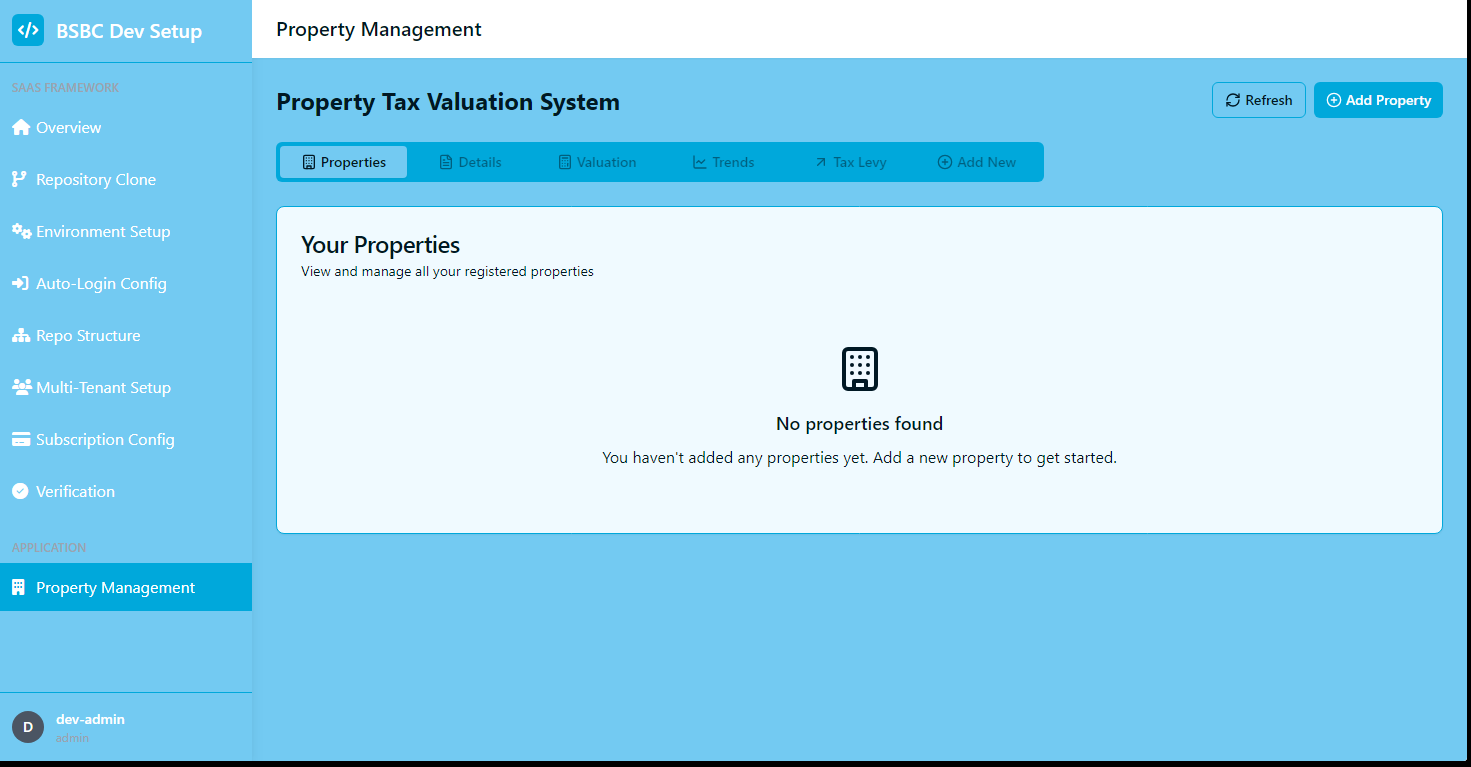 BSBC Dev Setup
Property Management
SAAS FRAMEWORK
Overview
Repository Clone
Environment Setup
Auto-Login Config
Repo Structure
Multi-Tenant Setup
Subscription Config
Verification
APPLICATION
Property Management
dev-admin
D
admin
Property Tax Valuation System
Refresh
Add Property
Properties
Details
Valuation
Trends
Tax Levy
Add New
Your Properties
View and manage all your registered properties
No properties found
You haven't added any properties yet. Add a new property to get started.